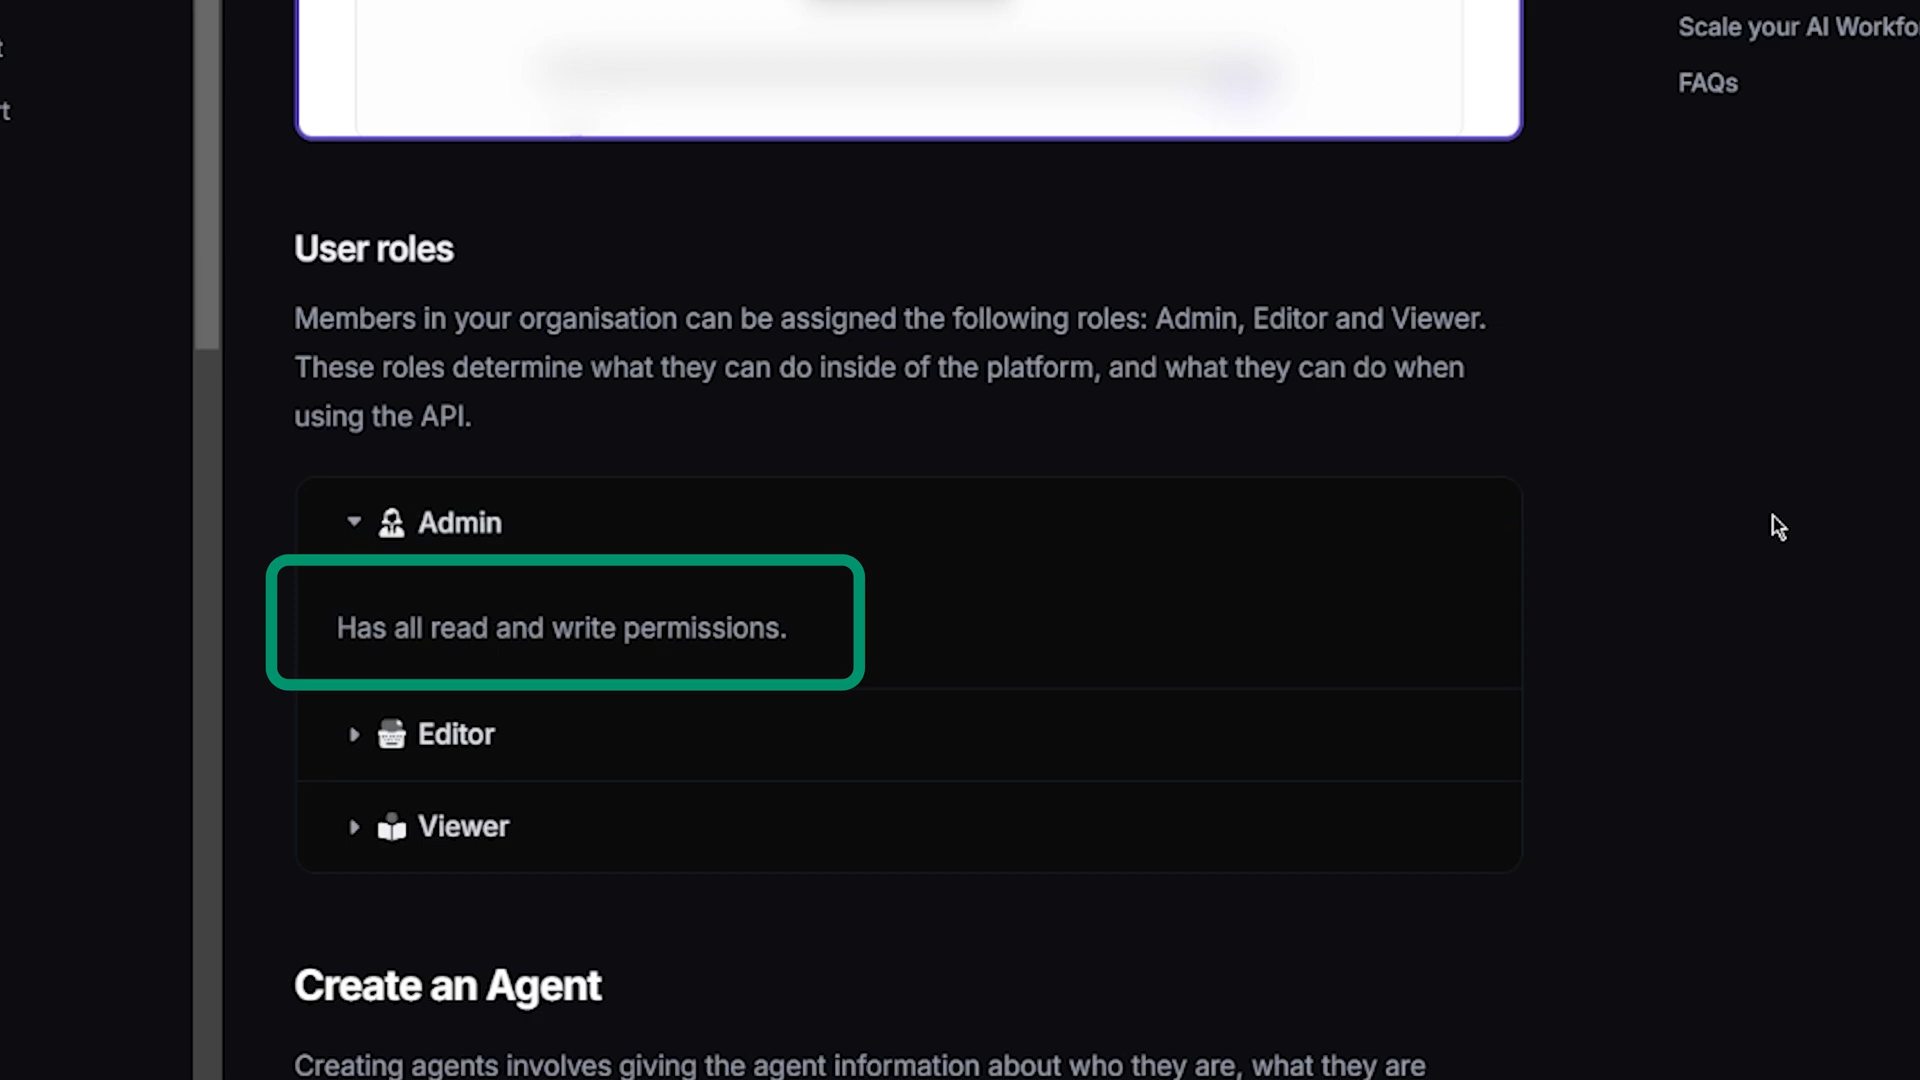 Scale your AI
FAQs
User roles
Members in your organisation can be assigned the following roles: Admin, Editor and Viewer.
These roles determine what they can do inside of the platform, and what they can do when
using the API.
Admin
Has all read and write permissions.
Editor
Viewer
Create an Agent
Creating agents involves giving the agent information about who they are, what they are